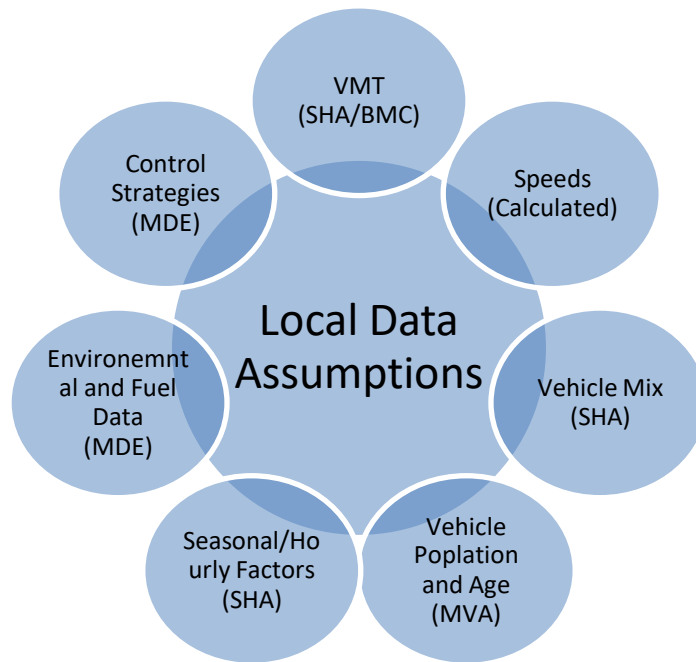 VMT
(SHA/BMC)
Control
Strategies
(MDE)
Speeds
(Calculated)
Local Data
Assumptions
Environemnt
al and Fuel
Data
(MDE)
Vehicle Mix
(SHA)
Seasonal/Ho
urly Factors
(SHA)
Vehicle
Poplation
and Age
(MVA)